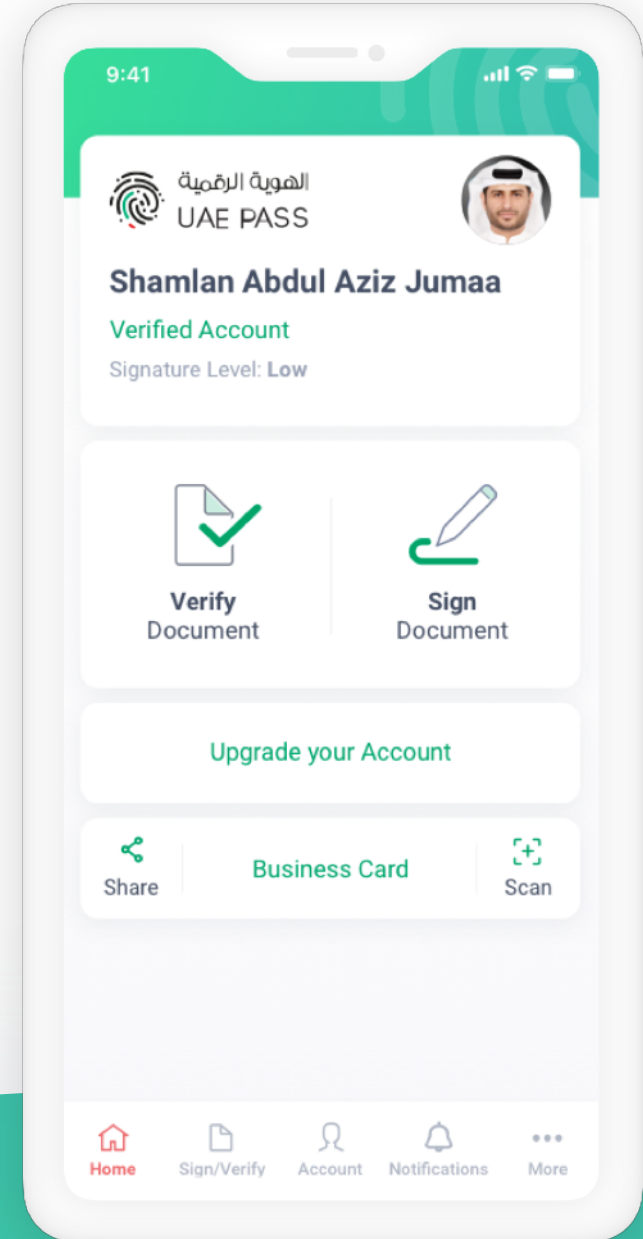 9:41
الهوية الرقمية
UAE PASS
Shamlan Abdul Aziz Jumaa
Verified Account
Signature Level: Low
Verify
Document
Sign
Document
Upgrade your Account
Share
Business Card
Scan
Home
Sign/Verify
Account
Notifications
More